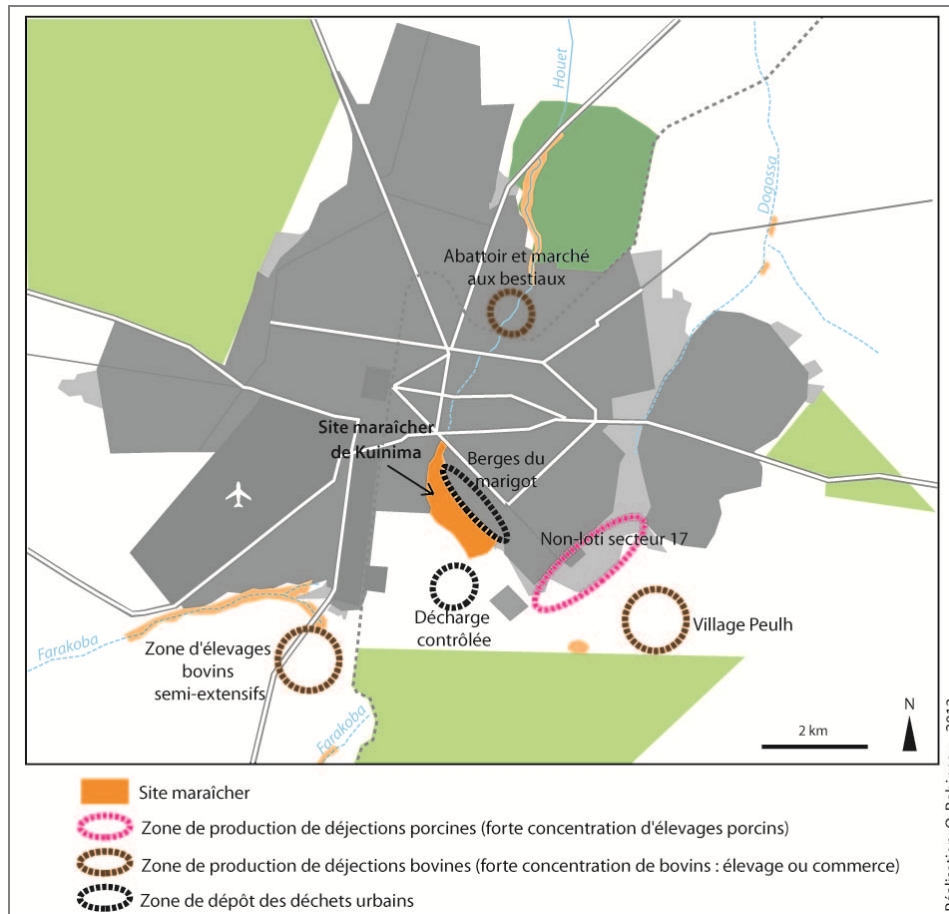 Houet
Dogossa
Abattoir et marché
aux bestiaux
Site maraîcher
de Kuinima
Berges du
marigot
Non-loti secteur 17
Décharge
contrôlée
Village Peulh
Farakoba
Zone d'élevages
bovins
semi-extensifs
Farakoba
N
2 km
Site maraîcher
Zone de production de déjections porcines (forte concentration d'élevages porcins)
Zone de production de déjections bovines (forte concentration de bovins : élevage ou commerce)
Zone de dépôt des déchets urbains